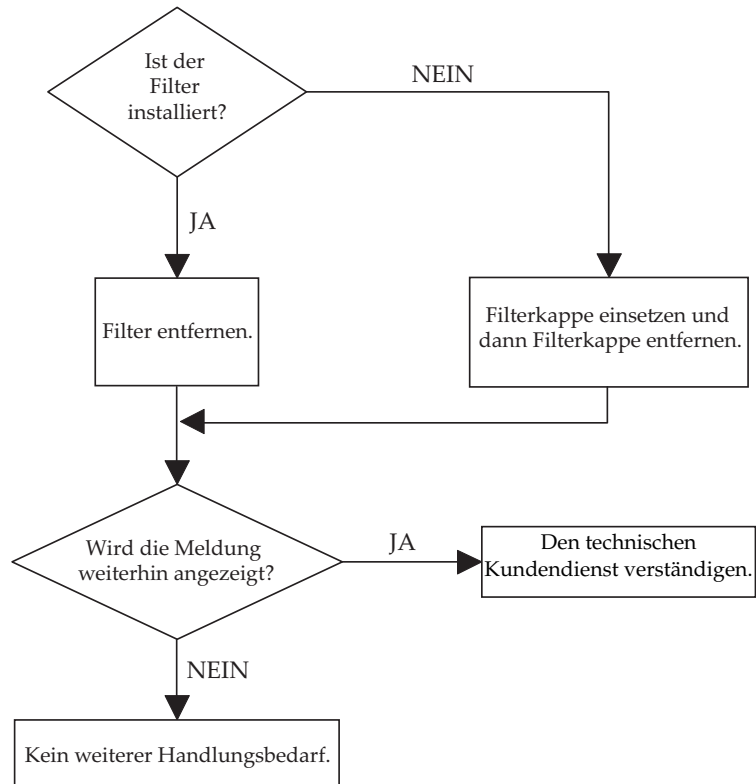 Ist der
Filter
installiert?
NEIN
JA
Filter entfernen.
Filterkappe einsetzen und
dann Filterkappe entfernen.
Wird die Meldung
weiterhin angezeigt?
JA
Den technischen
Kundendienst verständigen.
NEIN
Kein weiterer Handlungsbedarf.